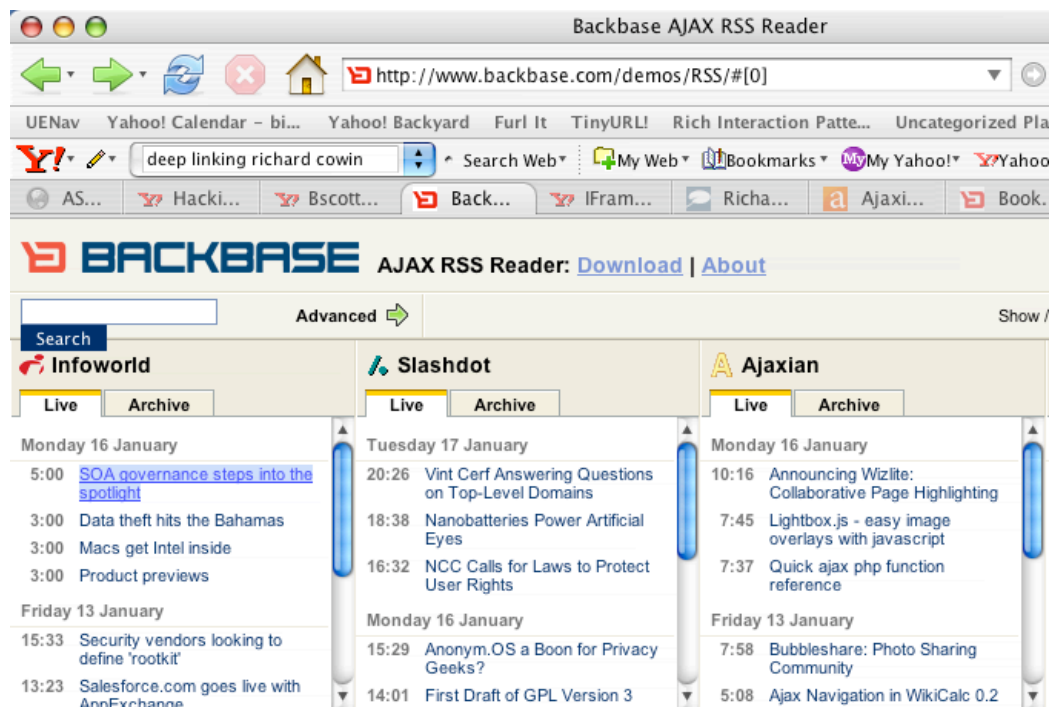 Backbase AJAX RSS Reader
http://www.backbase.com/demos/RSS/#[0]
UENav Yahoo! Calendar – bi... Yahoo! Backyard Furl It TinyURL! Rich Interaction Patte... Uncategorized Pla
Y! deep linking richard cowin Search Web My Web Bookmarks My My Yahoo! Y? Yahoo
AS... Hacki... Bscott... Back... IFram... Richa... Ajaxi... Book.
BACKBASE AJAX RSS Reader: Download | About
Advanced Show /
Search
Infoworld
Live Archive
Monday 16 January
5:00 SOA governance steps into the
spotlight
3:00 Data theft hits the Bahamas
3:00 Macs get Intel inside
3:00 Product previews
Friday 13 January
15:33 Security vendors looking to
define 'rootkit'
13:23 Salesforce.com goes live with
AppExchange
Slashdot
Live Archive
Tuesday 17 January
20:26 Vint Cerf Answering Questions
on Top-Level Domains
18:38 Nanobatteries Power Artificial
Eyes
16:32 NCC Calls for Laws to Protect
User Rights
Monday 16 January
15:29 Anonym.OS a Boon for Privacy
Geeks?
14:01 First Draft of GPL Version 3
Ajaxian
Live Archive
Monday 16 January
10:16 Announcing Wizlite:
Collaborative Page Highlighting
7:45 Lightbox.js - easy image
overlays with javascript
7:37 Quick ajax php function
reference
Friday 13 January
7:58 Bubbleshare: Photo Sharing
Community
5:08 Ajax Navigation in WikiCalc 0.2